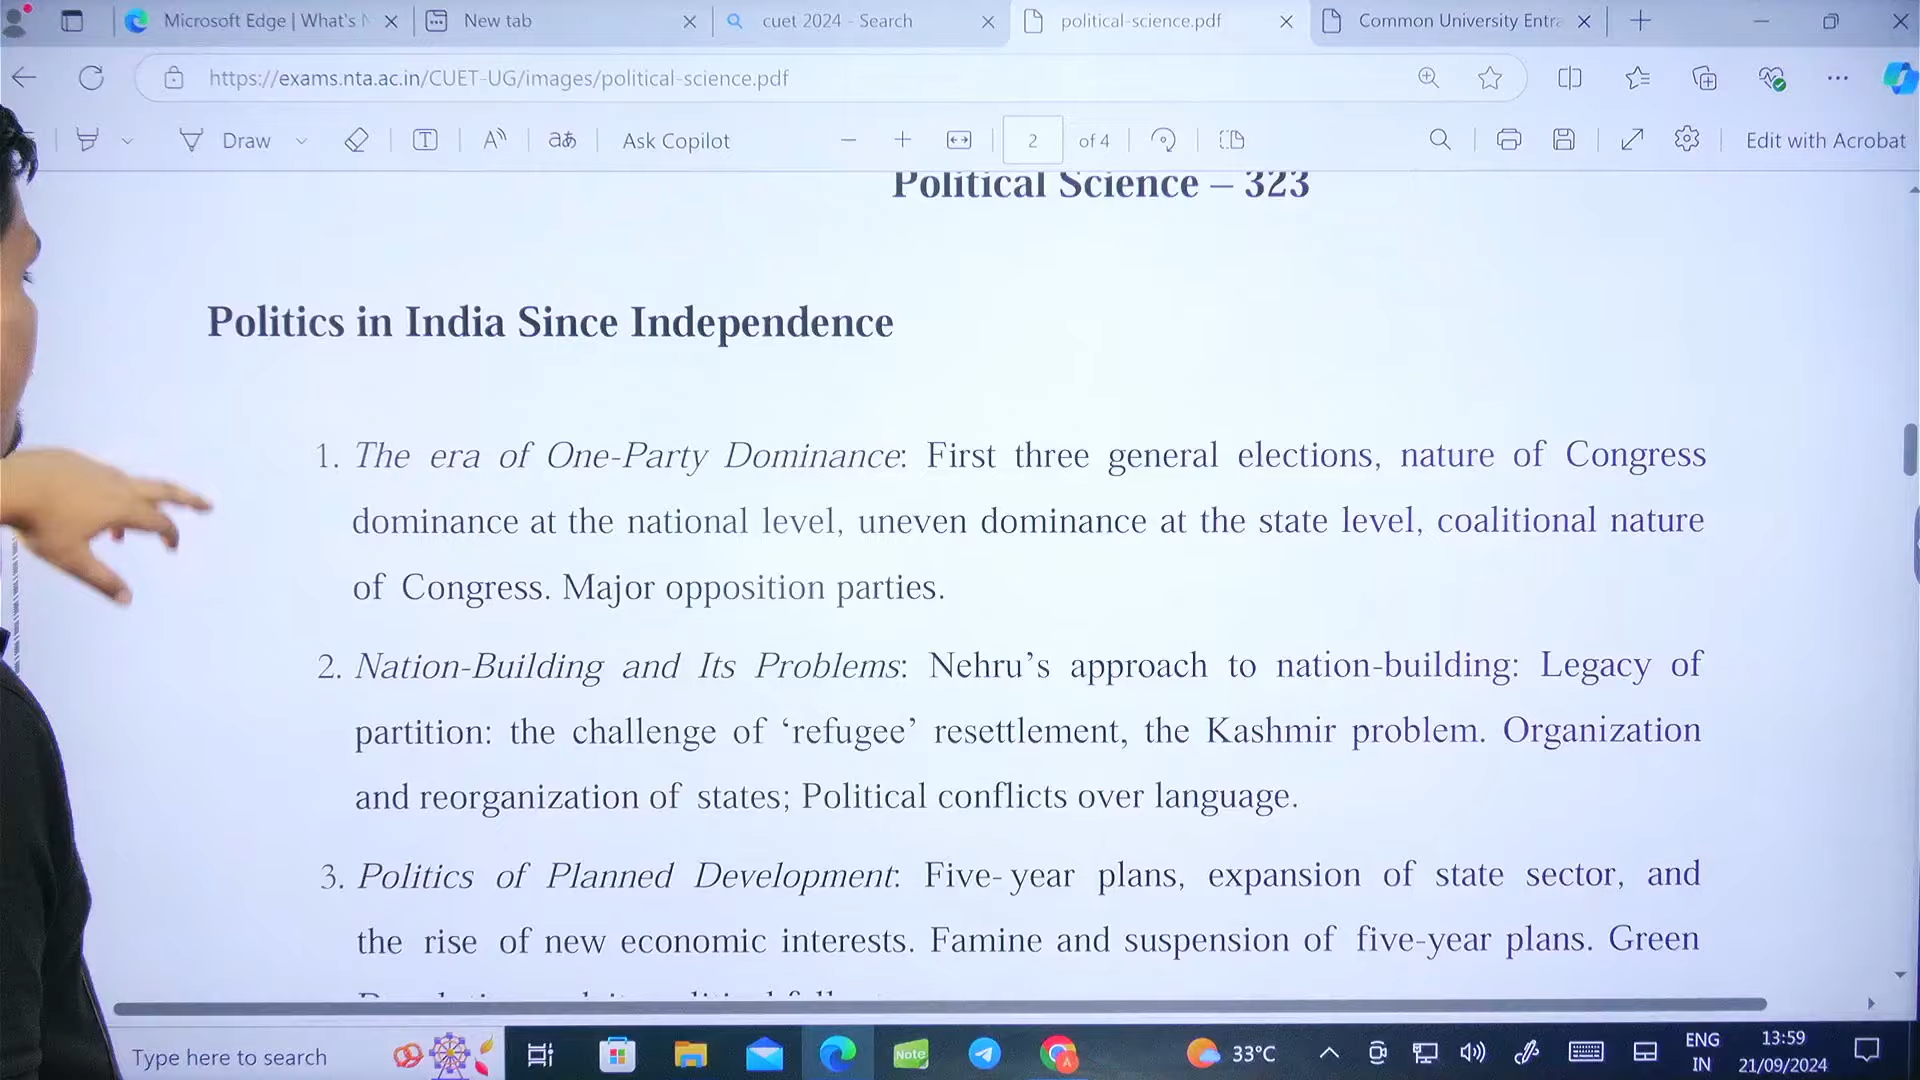 Microsoft Edge | What's N
New tab
cuet 2024 - Search
political-science.pdf
Common University Entra
https://exams.nta.ac.in/CUET-UG/images/political-science.pdf
Draw
Ask Copilot
2 of 4
Edit with Acrobat
Political Science – 323
Politics in India Since Independence
1. The era of One-Party Dominance: First three general elections, nature of Congress
dominance at the national level, uneven dominance at the state level, coalitional nature
of Congress. Major opposition parties.
2. Nation-Building and Its Problems: Nehru’s approach to nation-building: Legacy of
partition: the challenge of ‘refugee’ resettlement, the Kashmir problem. Organization
and reorganization of states; Political conflicts over language.
3. Politics of Planned Development: Five-year plans, expansion of state sector, and
the rise of new economic interests. Famine and suspension of five-year plans. Green
Type here to search
Note
33°C
ENG
IN
13:59
21/09/2024